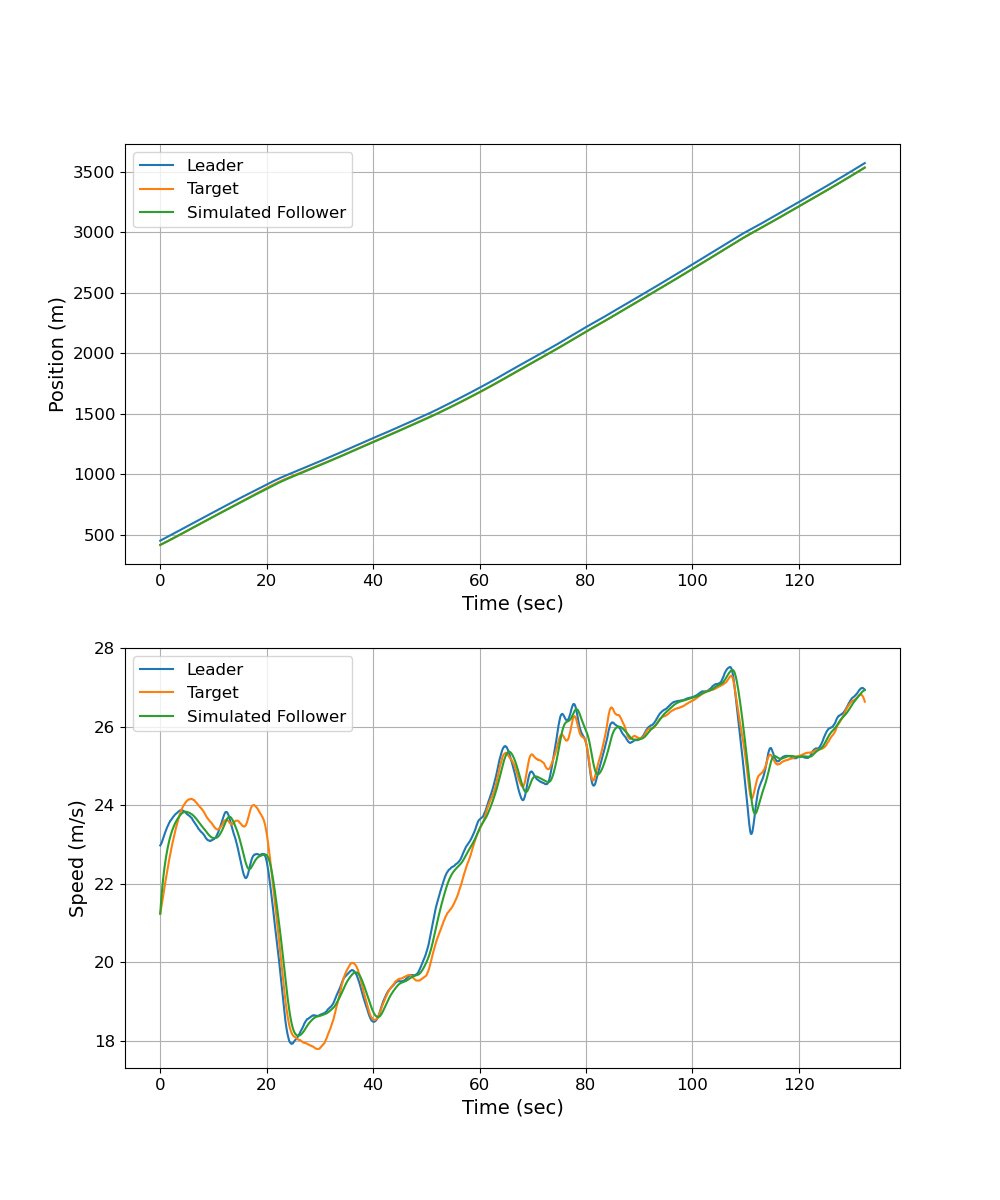 Leader
Target
Simulated Follower
3500
3000
2500
2000
1500
1000
500
Position (m)
0 20 40 60 80 100 120
Time (sec)
Leader
Target
Simulated Follower
28
26
24
22
20
18
Speed (m/s)
0 20 40 60 80 100 120
Time (sec)